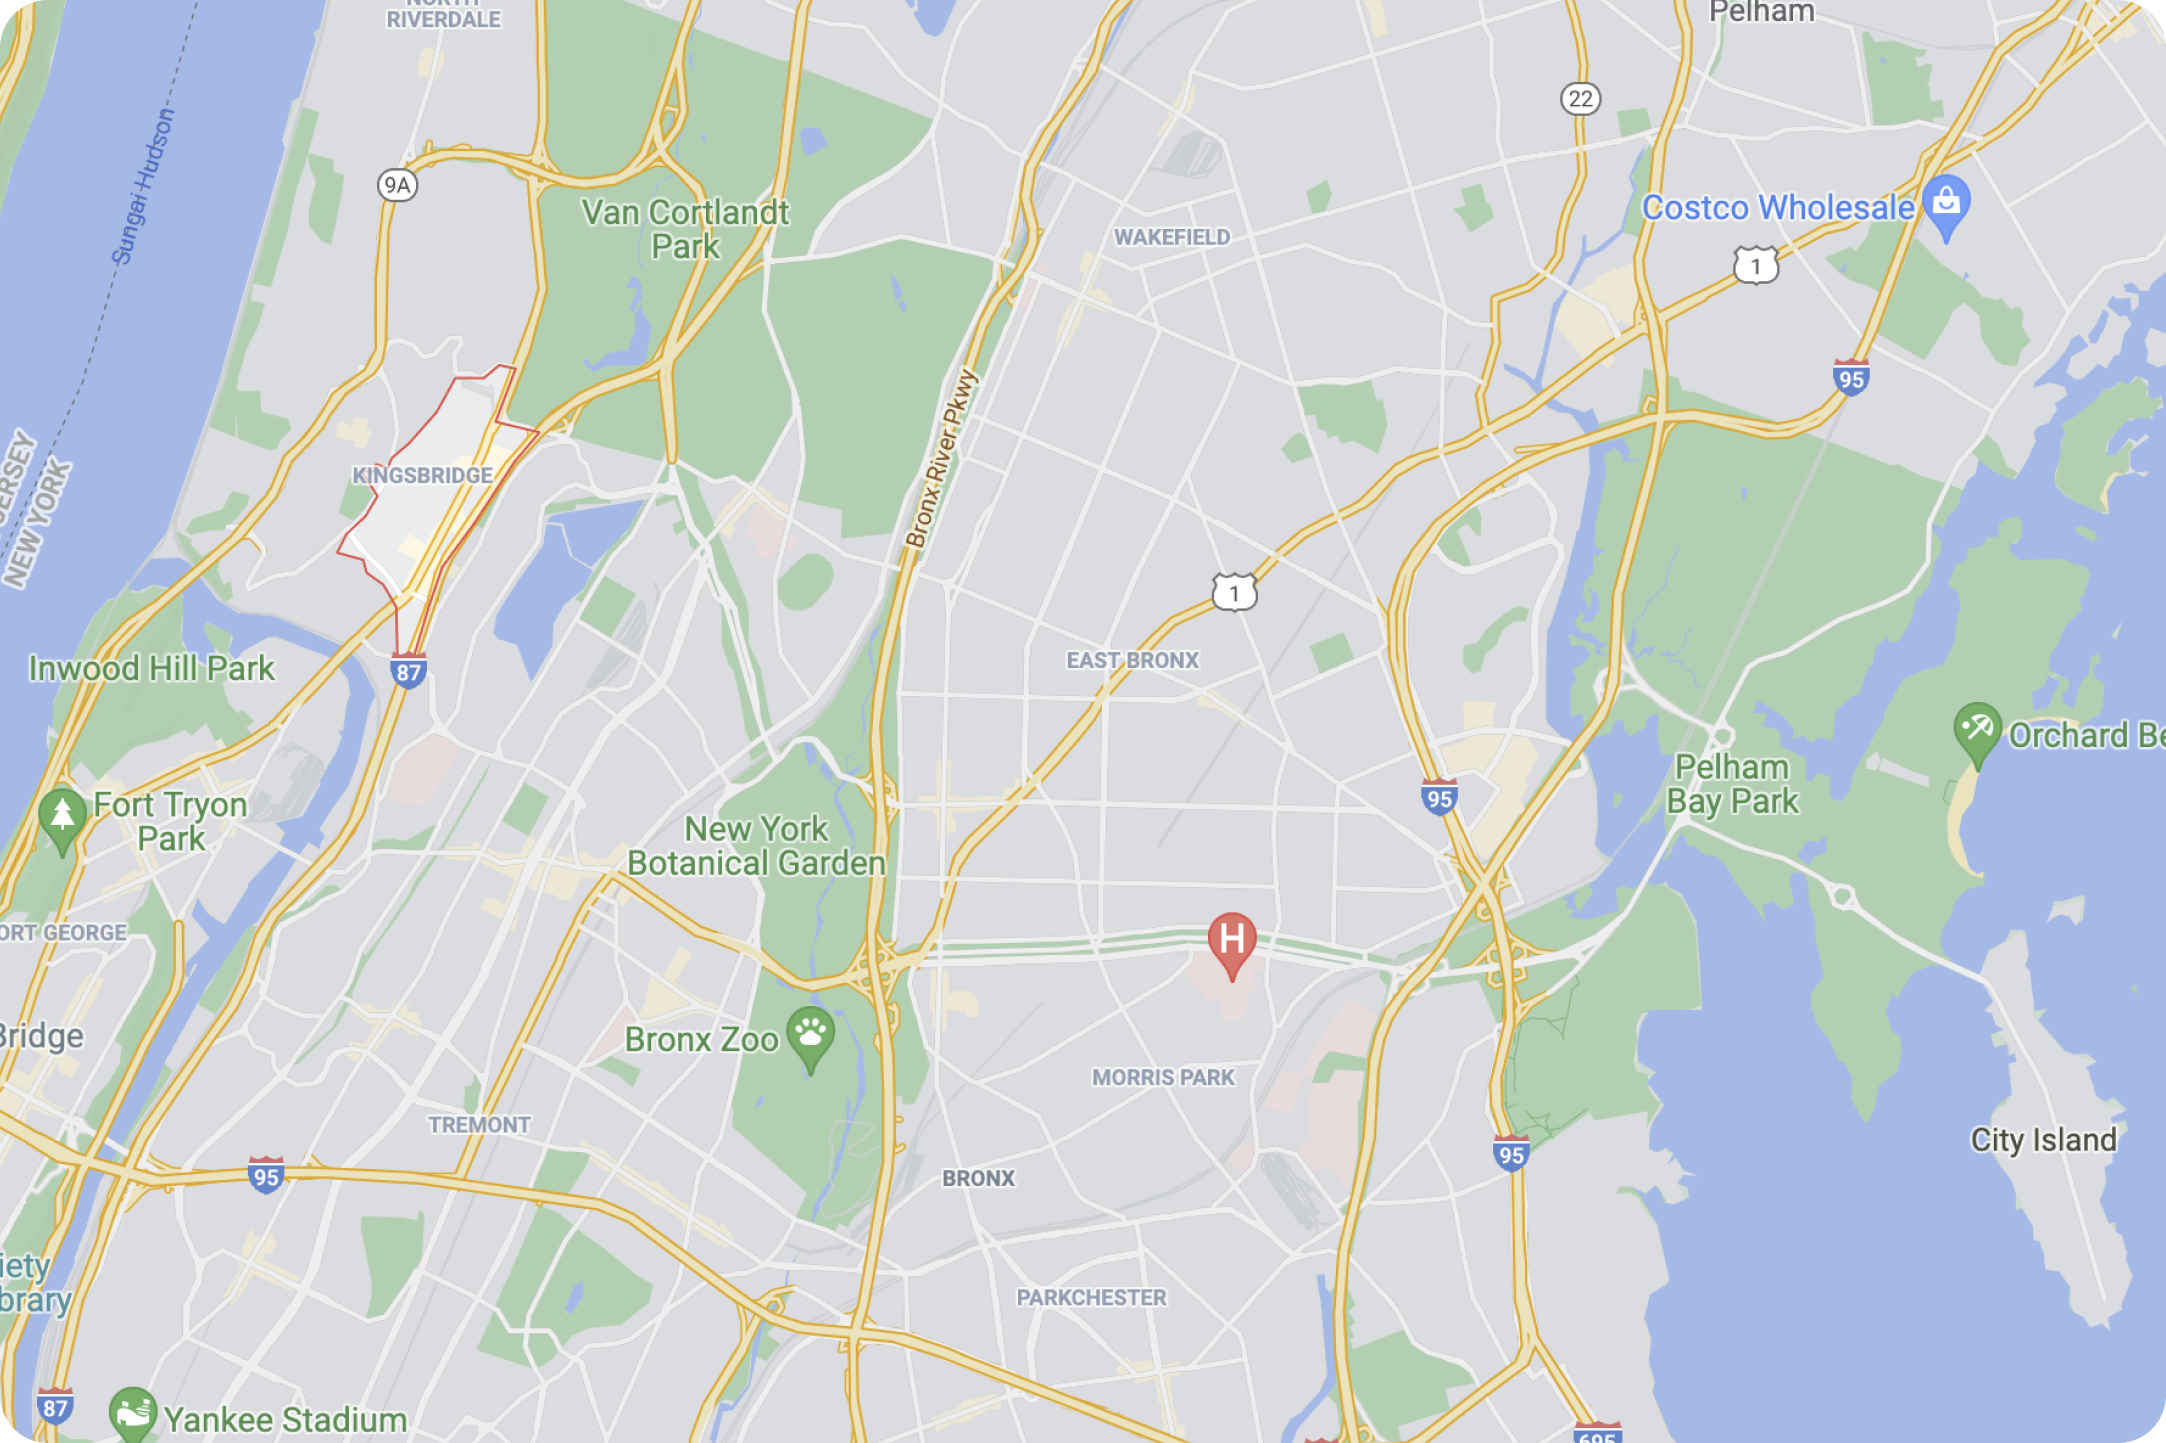 NORTH
RIVERDALE
Pelham
22
9A
Sungai Hudson
Van Cortlandt
Park
Costco Wholesale
WAKEFIELD
1
95
Bronx River Pkwy
KINGSBRIDGE
JERSEY
NEW YORK
1
EAST BRONX
Inwood Hill Park
87
Orchard Be
Pelham
Bay Park
95
Fort Tryon
Park
New York
Botanical Garden
ORT GEORGE
H
Bridge
Bronx Zoo
MORRIS PARK
TREMONT
City Island
95
95
BRONX
iety
brary
PARKCHESTER
87
Yankee Stadium
695